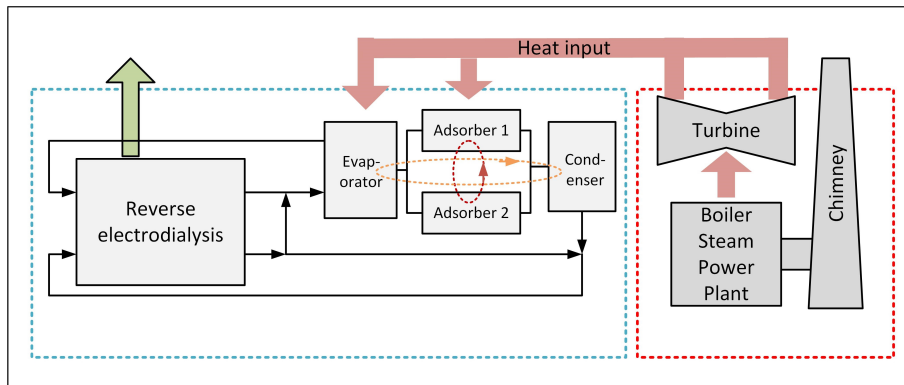 Heat input
Adsorber 1
Turbine
Evap-
orator
Cond-
enser
Chimney
Reverse
electrodialysis
Adsorber 2
Boiler
Steam
Power
Plant